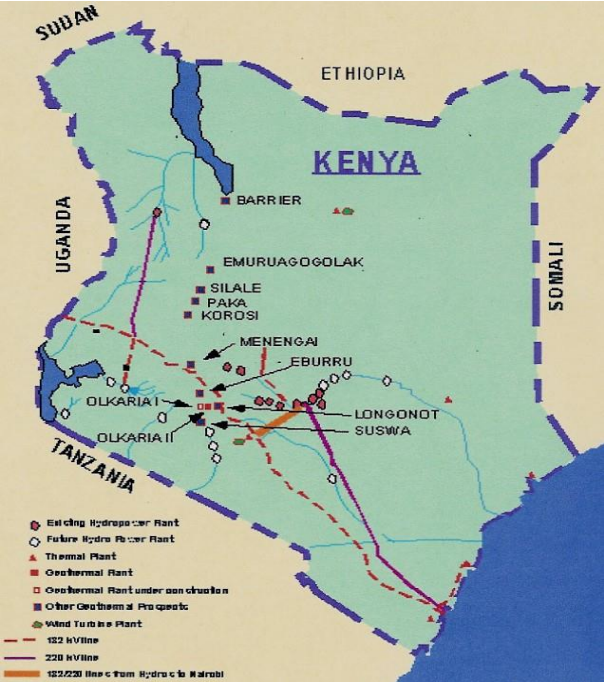 SUDAN
ETHIOPIA
KENYA
UGANDA
BARRIER
SOMALI
EMURUAGOGOLAK
SILALE
PAKA
KOROSI
MENENGAI
EBURRU
OLKARIA I
LONGONOT
OLKARIA II
SUSWA
TANZANIA
Existing Hydropower Plant
Future Hydro Power Plant
Thermal Plant
Geothermal Plant
Geothermal Plant under construction
Other Geothermal Prospects
Wind Turbine Plant
132 KV line
220 KV line
132/220 lines from Hydros to Nairobi